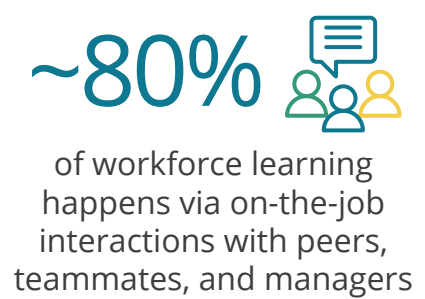 ~80%
of workforce learning
happens via on-the-job
interactions with peers,
teammates, and managers